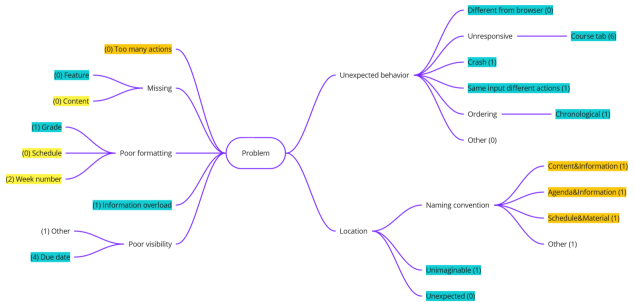 (0) Too many actions
(0) Feature
Missing
(0) Content
(1) Grade
(0) Schedule
Poor formatting
(2) Week number
(1) Information overload
(1) Other
Poor visibility
(4) Due date
Problem
Different from browser (0)
Unresponsive
Course tab (6)
Unexpected behavior
Crash (1)
Same input different actions (1)
Ordering
Chronological (1)
Other (0)
Content&Information (1)
Naming convention
Agenda&Information (1)
Schedule&Material (1)
Other (1)
Location
Unimaginable (1)
Unexpected (0)